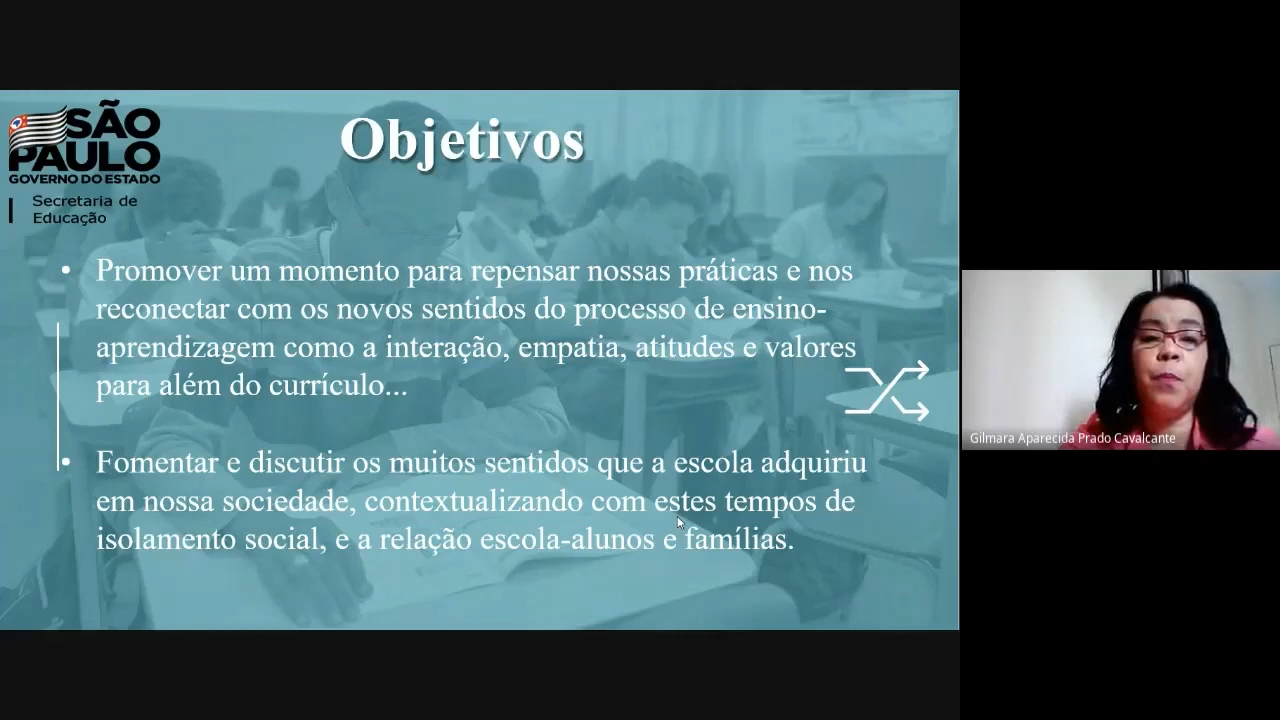 SÃO
PAULO
GOVERNO DO ESTADO
Secretaria de
Educação
Objetivos
• Promover um momento para repensar nossas práticas e nos
reconectar com os novos sentidos do processo de ensino-
aprendizagem como a interação, empatia, atitudes e valores
para além do currículo...
• Fomentar e discutir os muitos sentidos que a escola adquiriu
em nossa sociedade, contextualizando com estes tempos de
isolamento social, e a relação escola-alunos e famílias.
Gilmara Aparecida Prado Cavalcante